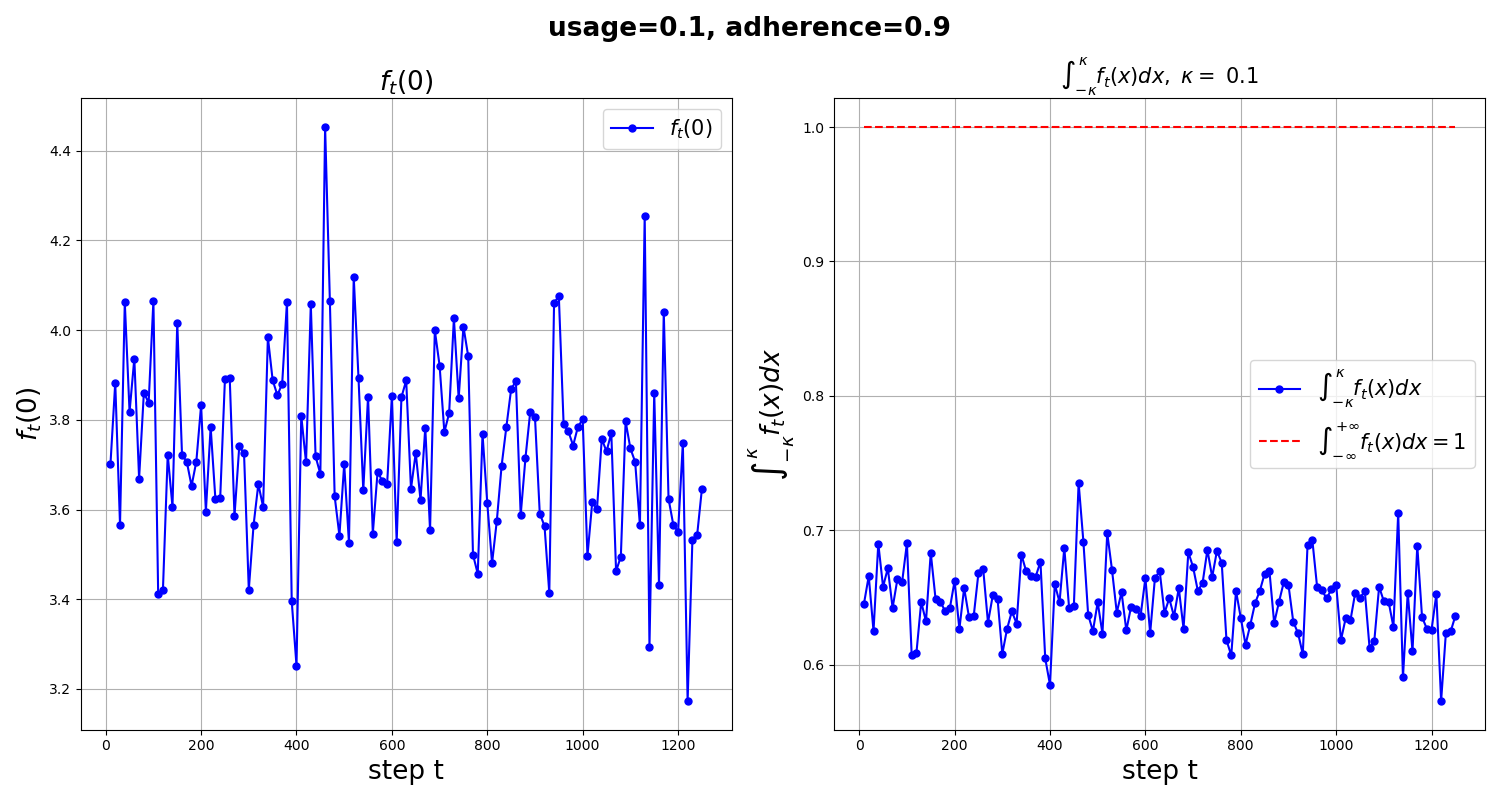 usage=0.1, adherence=0.9
f_t(0)
4.4
4.2
4.0
3.8
3.6
3.4
3.2
f_t(0)
f_t(0)
0 200 400 600 800 1000 1200
step t
∫_{-κ}^{κ} f_t(x)dx, κ = 0.1
1.0
0.9
0.8
0.7
0.6
∫_{-κ}^{κ} f_t(x)dx
∫_{-κ}^{κ} f_t(x)dx
∫_{-∞}^{+∞} f_t(x)dx = 1
0 200 400 600 800 1000 1200
step t